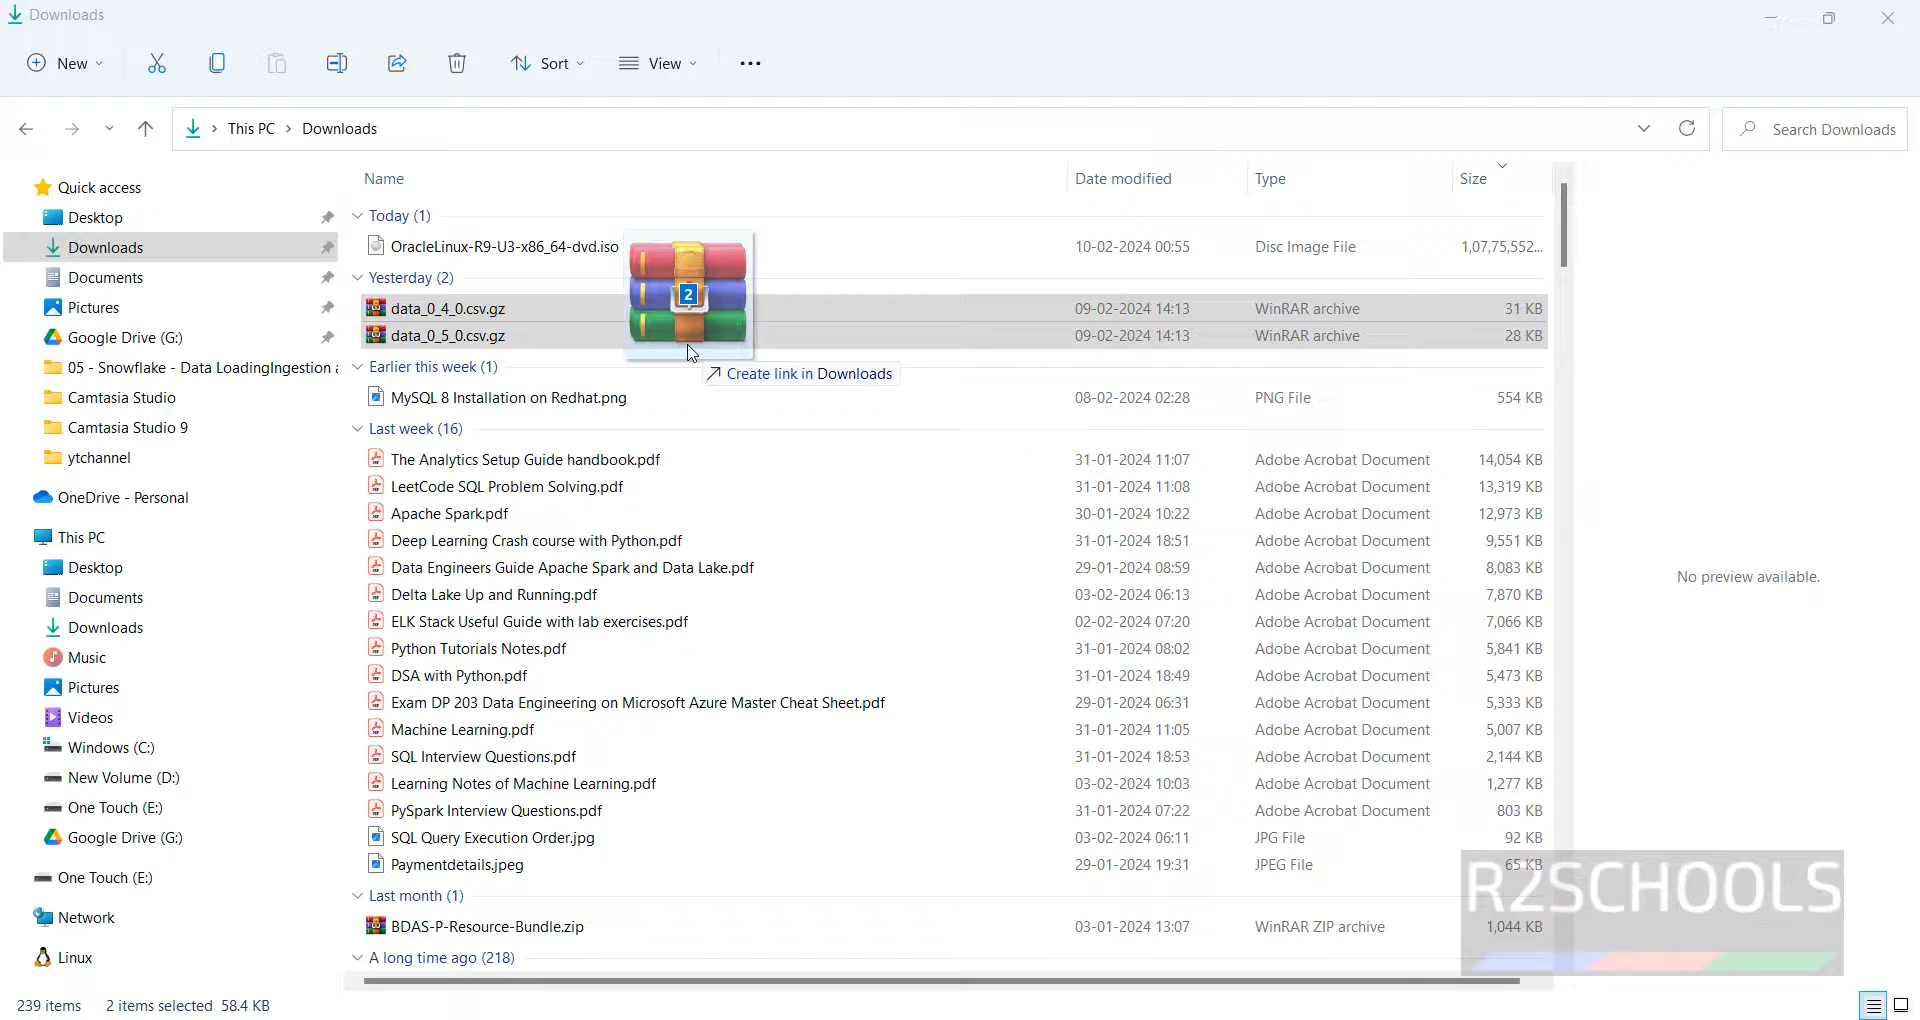 Downloads
New
Sort
View
This PC > Downloads
Search Downloads
Name Date modified Type Size
Quick access
Desktop
Downloads
Documents
Pictures
Google Drive (G:)
05 - Snowflake - Data LoadingIngestion
Camtasia Studio
Camtasia Studio 9
ytchannel
OneDrive - Personal
This PC
Desktop
Documents
Downloads
Music
Pictures
Videos
Windows (C:)
New Volume (D:)
One Touch (E:)
Google Drive (G:)
One Touch (E:)
Network
Linux
Today (1)
OracleLinux-R9-U3-x86_64-dvd.iso 10-02-2024 00:55 Disc Image File 1,07,75,552...
Yesterday (2)
data_0_4_0.csv.gz 09-02-2024 14:13 WinRAR archive 31 KB
data_0_5_0.csv.gz 09-02-2024 14:13 WinRAR archive 28 KB
2
Create link in Downloads
Earlier this week (1)
MySQL 8 Installation on Redhat.png 08-02-2024 02:28 PNG File 554 KB
Last week (16)
The Analytics Setup Guide handbook.pdf 31-01-2024 11:07 Adobe Acrobat Document 14,054 KB
LeetCode SQL Problem Solving.pdf 31-01-2024 11:08 Adobe Acrobat Document 13,319 KB
Apache Spark.pdf 30-01-2024 10:22 Adobe Acrobat Document 12,973 KB
Deep Learning Crash course with Python.pdf 31-01-2024 18:51 Adobe Acrobat Document 9,551 KB
Data Engineers Guide Apache Spark and Data Lake.pdf 29-01-2024 08:59 Adobe Acrobat Document 8,083 KB
Delta Lake Up and Running.pdf 03-02-2024 06:13 Adobe Acrobat Document 7,870 KB
ELK Stack Useful Guide with lab exercises.pdf 02-02-2024 07:20 Adobe Acrobat Document 7,066 KB
Python Tutorials Notes.pdf 31-01-2024 08:02 Adobe Acrobat Document 5,841 KB
DSA with Python.pdf 31-01-2024 18:49 Adobe Acrobat Document 5,473 KB
Exam DP 203 Data Engineering on Microsoft Azure Master Cheat Sheet.pdf 29-01-2024 06:31 Adobe Acrobat Document 5,333 KB
Machine Learning.pdf 31-01-2024 11:05 Adobe Acrobat Document 5,007 KB
SQL Interview Questions.pdf 31-01-2024 18:53 Adobe Acrobat Document 2,144 KB
Learning Notes of Machine Learning.pdf 03-02-2024 10:03 Adobe Acrobat Document 1,277 KB
PySpark Interview Questions.pdf 31-01-2024 07:22 Adobe Acrobat Document 803 KB
SQL Query Execution Order.jpg 03-02-2024 06:11 JPG File 92 KB
Paymentdetails.jpeg 29-01-2024 19:31 JPEG File 65 KB
Last month (1)
BDAS-P-Resource-Bundle.zip 03-01-2024 13:07 WinRAR ZIP archive 1,044 KB
A long time ago (218)
No preview available.
R2SCHOOLS
239 items 2 items selected 58.4 KB